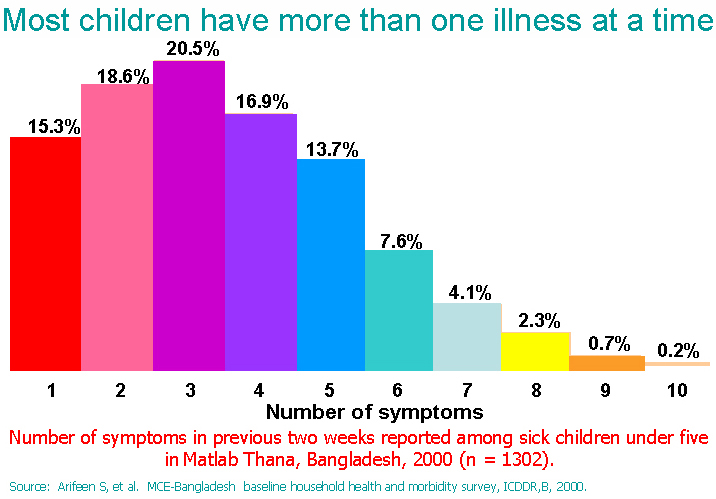 Most children have more than one illness at a time
15.3%
18.6%
20.5%
16.9%
13.7%
7.6%
4.1%
2.3%
0.7%
0.2%
1 2 3 4 5 6 7 8 9 10
Number of symptoms
Number of symptoms in previous two weeks reported among sick children under five
in Matlab Thana, Bangladesh, 2000 (n = 1302).
Source: Arifeen S, et al. MCE-Bangladesh baseline household health and morbidity survey, ICDDR,B, 2000.